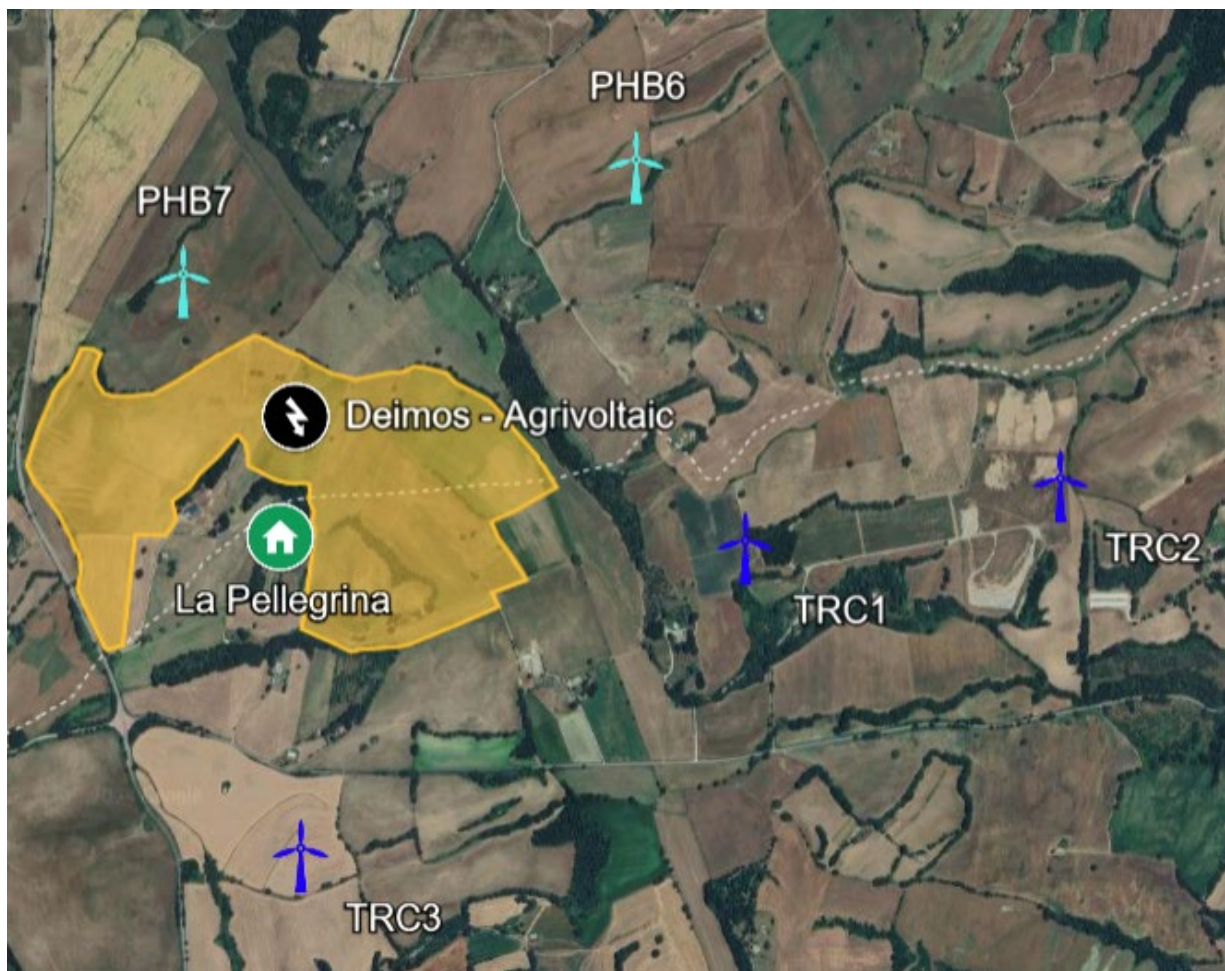 PHB6
PHB7
Deimos - Agrivoltaic
TRC2
La Pellegrina
TRC1
TRC3